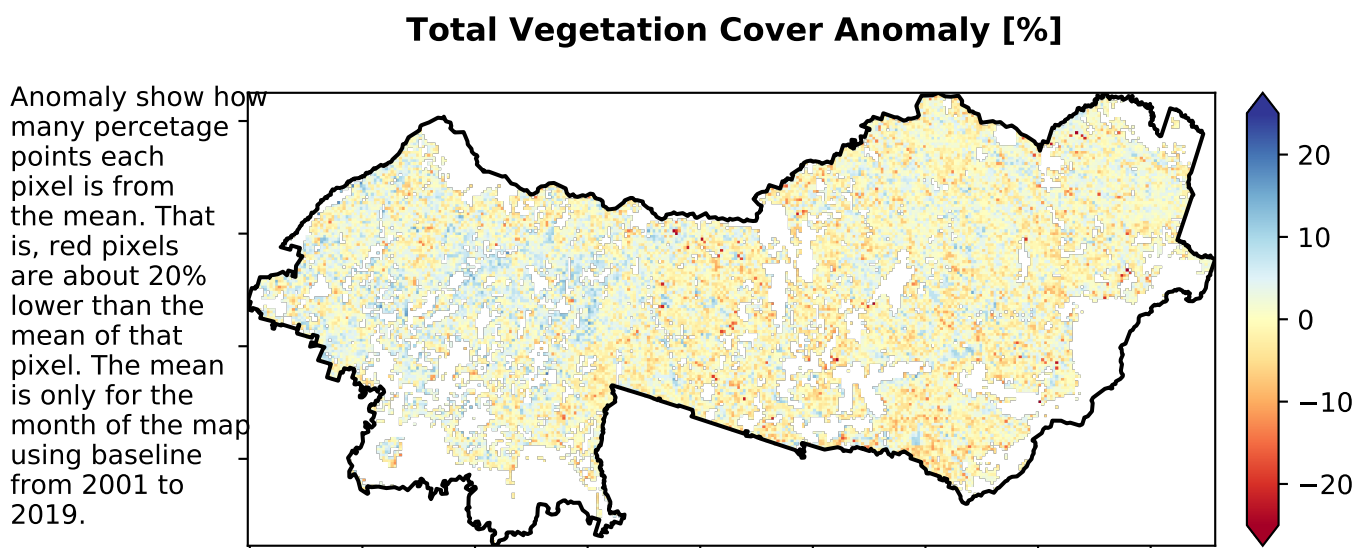 Total Vegetation Cover Anomaly [%]
Anomaly show how
many percetage
points each
pixel is from
the mean. That
is, red pixels
are about 20%
lower than the
mean of that
pixel. The mean
is only for the
month of the map
using baseline
from 2001 to
2019.
20
10
0
−10
−20